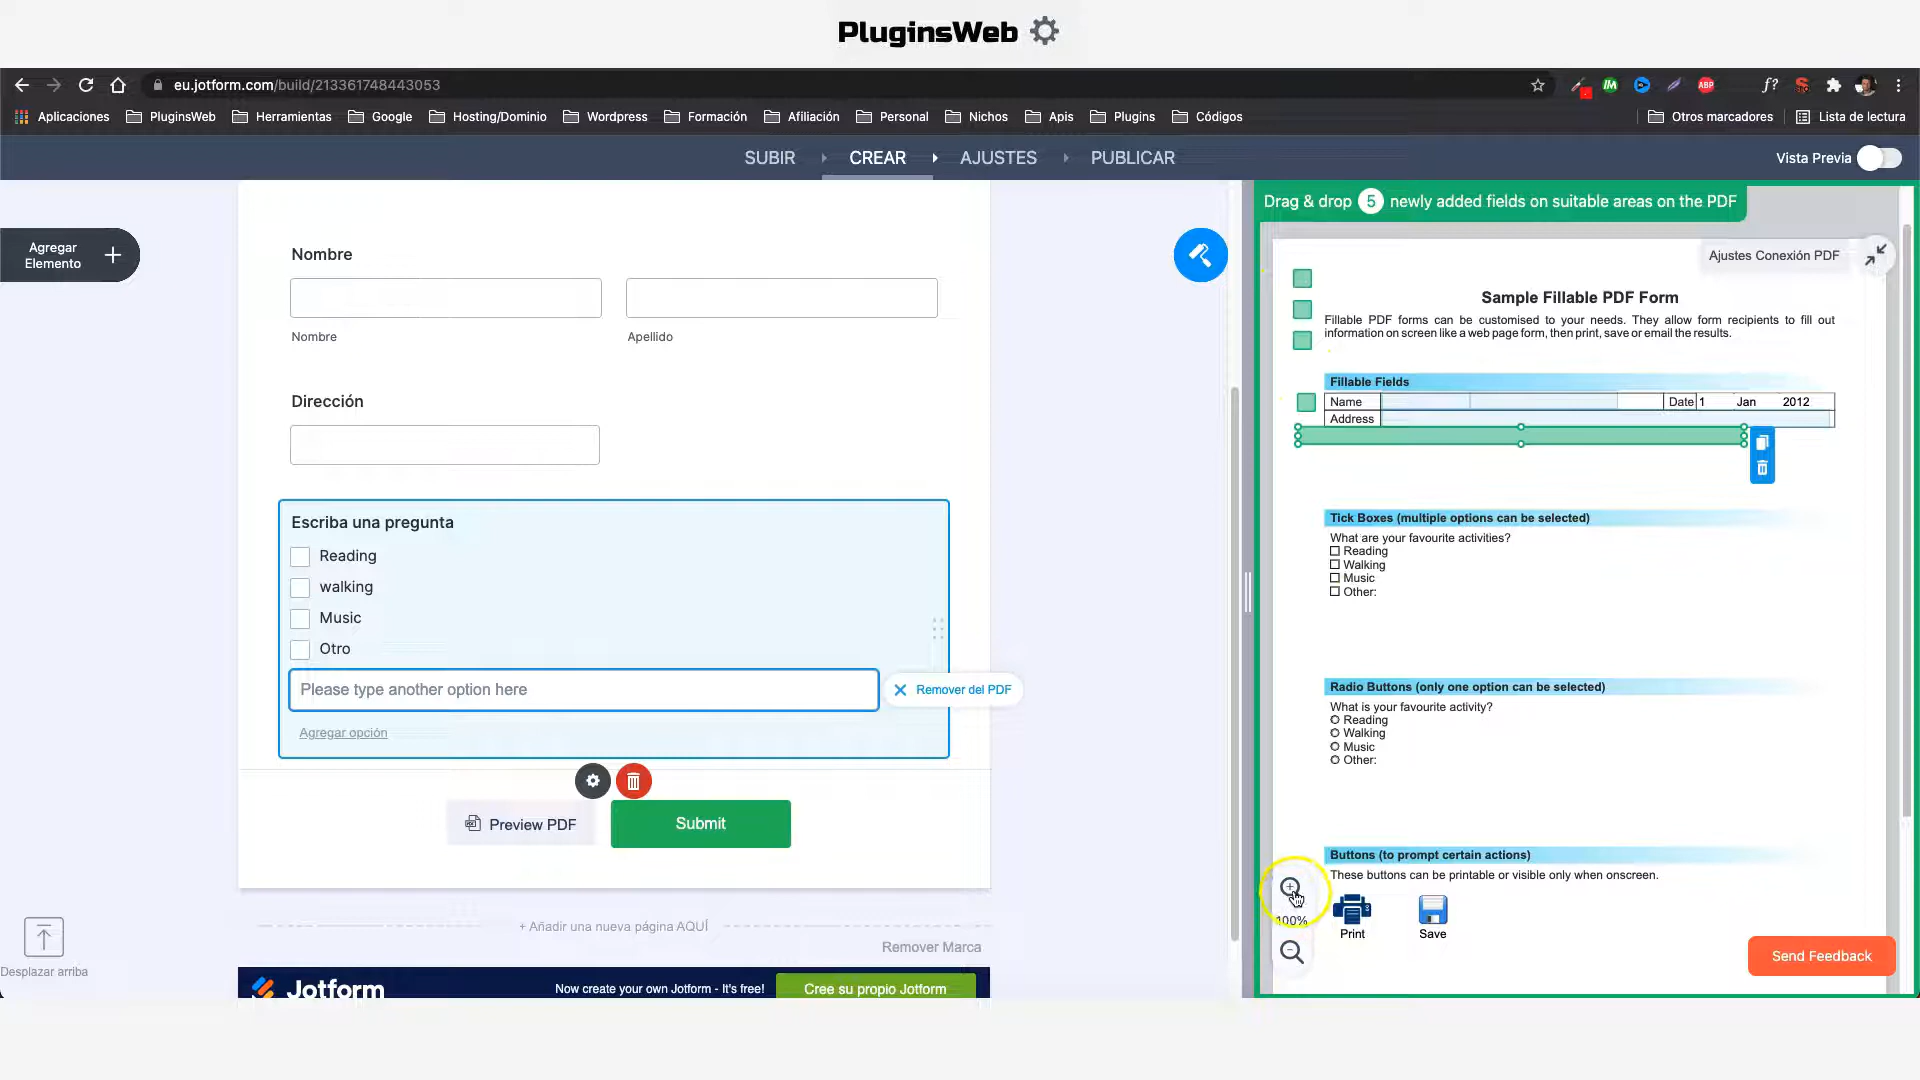 PluginsWeb
eu.jotform.com/build/213361748443053
ABP
f?
Aplicaciones
PluginsWeb
Herramientas
Google
Hosting/Dominio
Wordpress
Formación
Afiliación
Personal
Nichos
Apis
Plugins
Códigos
Otros marcadores
Lista de lectura
SUBIR
CREAR
AJUSTES
PUBLICAR
Vista Previa
Agregar
Elemento
Nombre
Nombre
Apellido
Dirección
Escriba una pregunta
Reading
walking
Music
Otro
Please type another option here
Remover del PDF
Agregar opción
Preview PDF
Submit
+ Añadir una nueva página AQUÍ
Remover Marca
Desplazar arriba
Jotform
Now create your own Jotform - It's free!
Cree su propio Jotform
Drag & drop 5 newly added fields on suitable areas on the PDF
Ajustes Conexión PDF
Sample Fillable PDF Form
Fillable PDF forms can be customised to your needs. They allow form recipients to fill out
information on screen like a web page form, then print, save or email the results.
Fillable Fields
Name
Date 1 Jan 2012
Address
Tick Boxes (multiple options can be selected)
What are your favourite activities?
Reading
Walking
Music
Other:
Radio Buttons (only one option can be selected)
What is your favourite activity?
Reading
Walking
Music
Other:
Buttons (to prompt certain actions)
These buttons can be printable or visible only when onscreen.
100%
Print
Save
Send Feedback